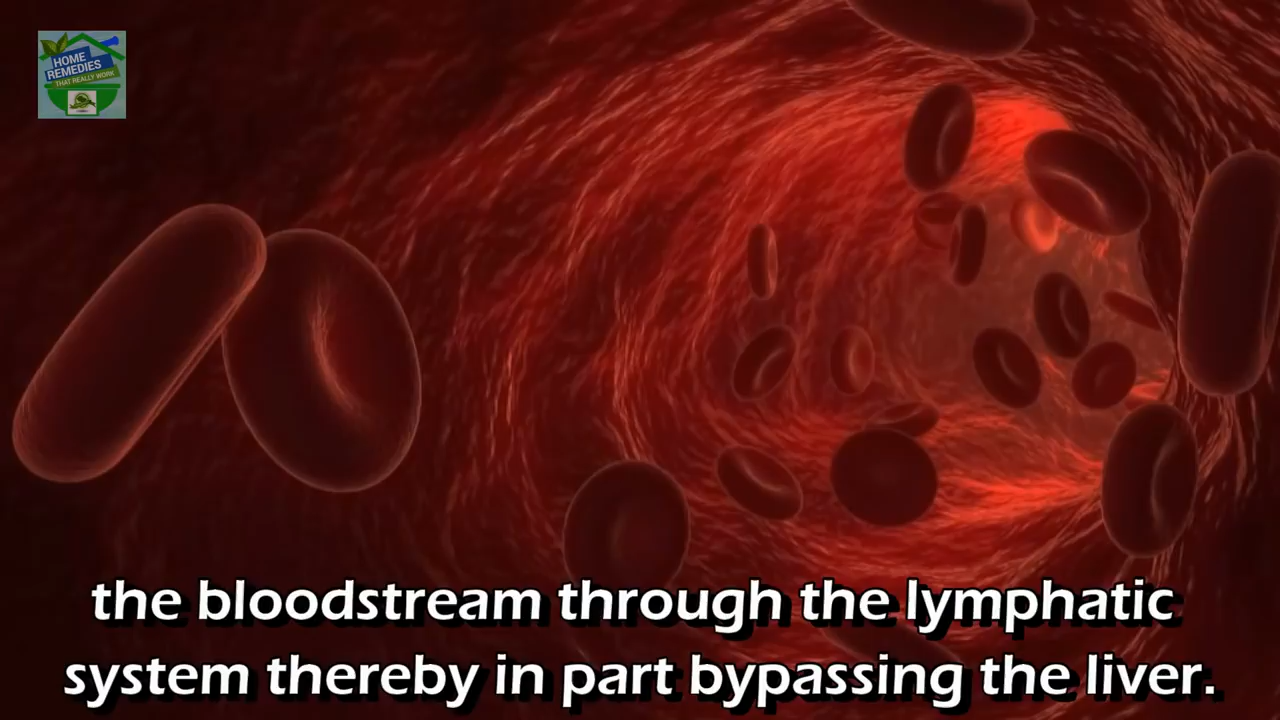 HOME
REMEDIES
THAT REALLY WORK
the bloodstream through the lymphatic
system thereby in part bypassing the liver.